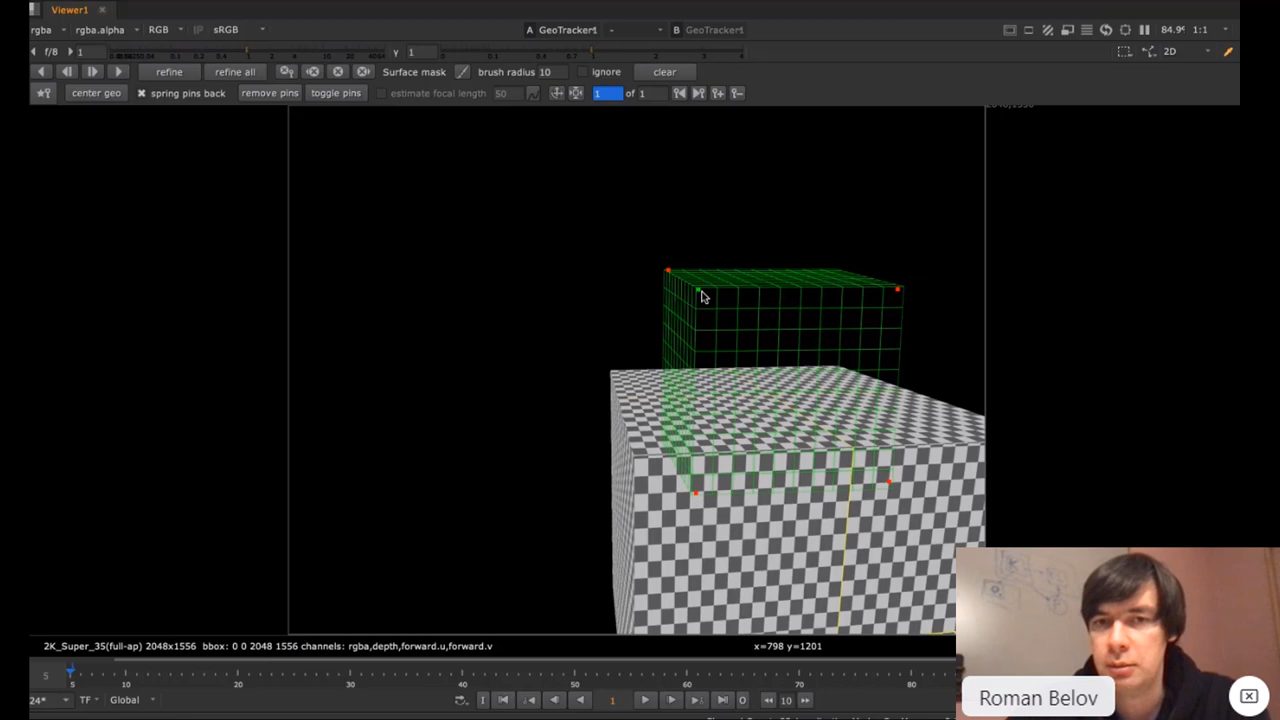 Viewer1
rgba rgba.alpha RGB IP sRGB A GeoTracker1 - B GeoTracker1 84.9% 1:1
f/8 1 Y 1 2D
refine refine all Surface mask brush radius 10 ignore clear
center geo spring pins back remove pins toggle pins estimate focal length 50 1 of 1
2K_Super_35(full-ap) 2048x1556 bbox: 0 0 2048 1556 channels: rgba,depth,forward.u,forward.v x=798 y=1201
5 5 10 20 30 40 50 60 70 80
24* TF Global I 1 O 10
Roman Belov